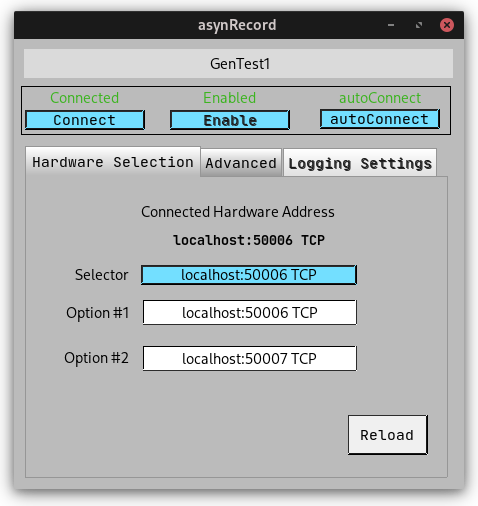 asynRecord
GenTest1
Connected Enabled autoConnect
Connect Enable autoConnect
Hardware Selection Advanced Logging Settings
Connected Hardware Address
localhost:50006 TCP
Selector localhost:50006 TCP
Option #1 localhost:50006 TCP
Option #2 localhost:50007 TCP
Reload